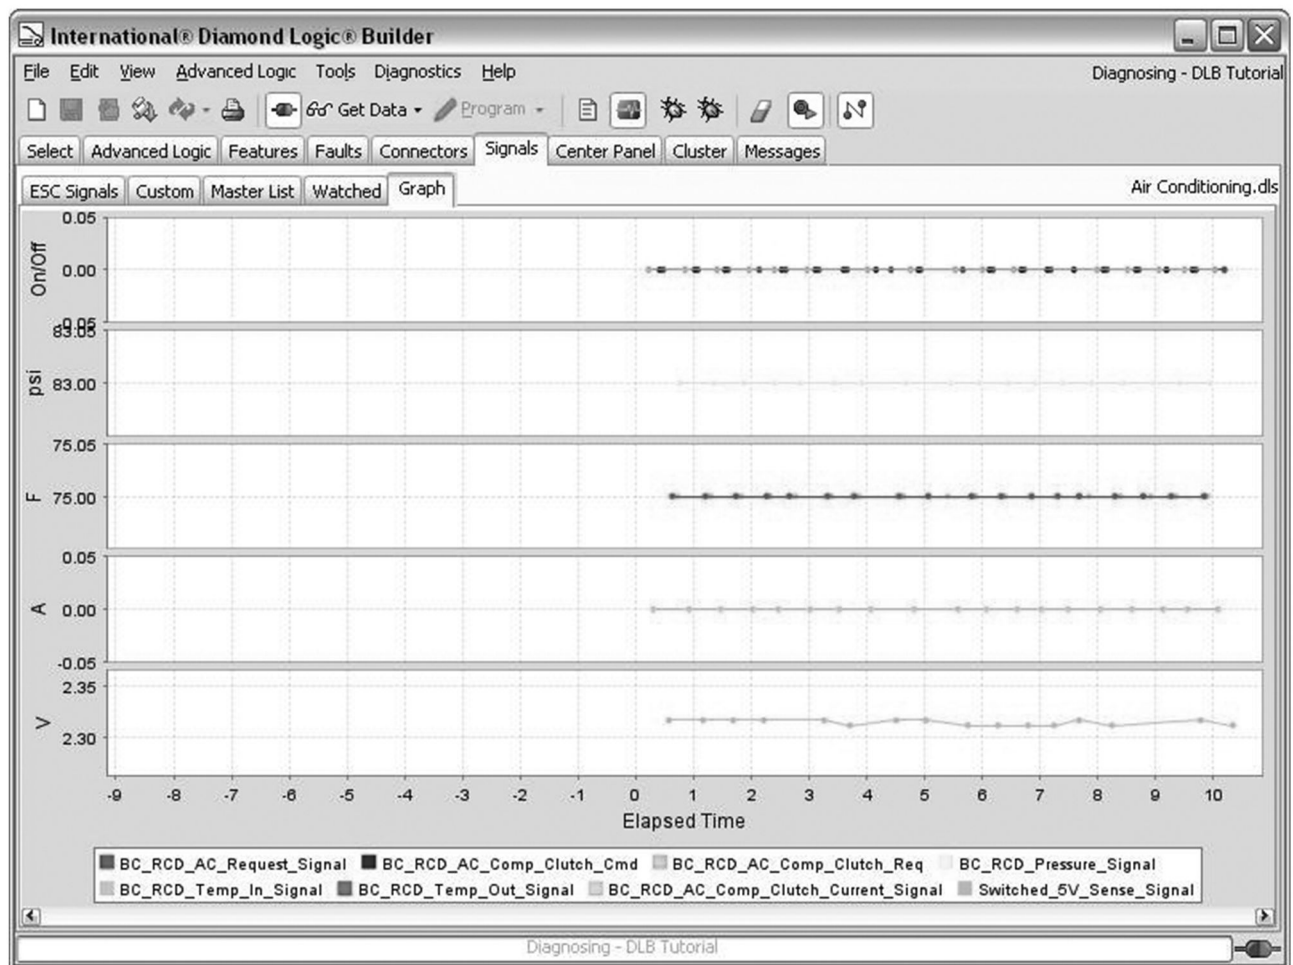 International® Diamond Logic® Builder
File Edit View Advanced Logic Tools Diagnostics Help
Diagnosing - DLB Tutorial
Get Data Program
Select Advanced Logic Features Faults Connectors Signals Center Panel Cluster Messages
ESC Signals Custom Master List Watched Graph
Air Conditioning.dls
On/Off
0.05
0.00
-0.05
psi
83.05
83.00
F
75.05
75.00
A
0.05
0.00
-0.05
V
2.35
2.30
-9 -8 -7 -6 -5 -4 -3 -2 -1 0 1 2 3 4 5 6 7 8 9 10
Elapsed Time
BC_RCD_AC_Request_Signal BC_RCD_AC_Comp_Clutch_Cmd BC_RCD_AC_Comp_Clutch_Req BC_RCD_Pressure_Signal
BC_RCD_Temp_In_Signal BC_RCD_Temp_Out_Signal BC_RCD_AC_Comp_Clutch_Current_Signal Switched_5V_Sense_Signal
Diagnosing - DLB Tutorial